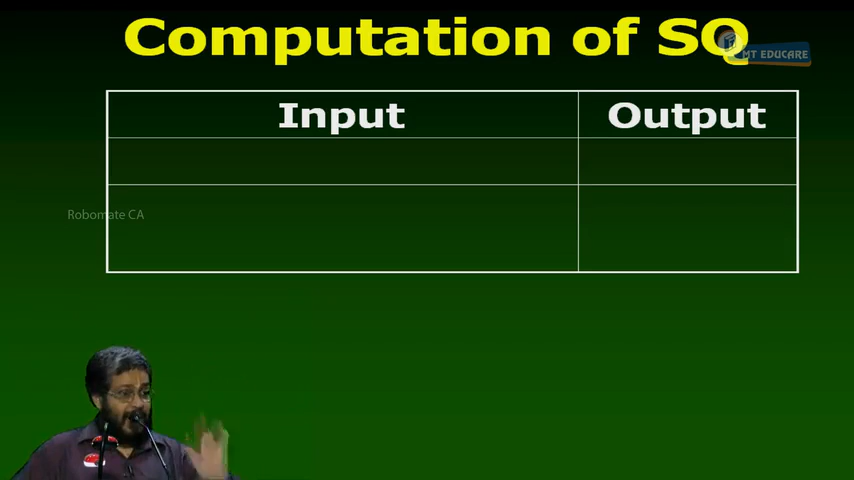 Computation of SQ
MT EDUCARE
Input Output
Robomate CA